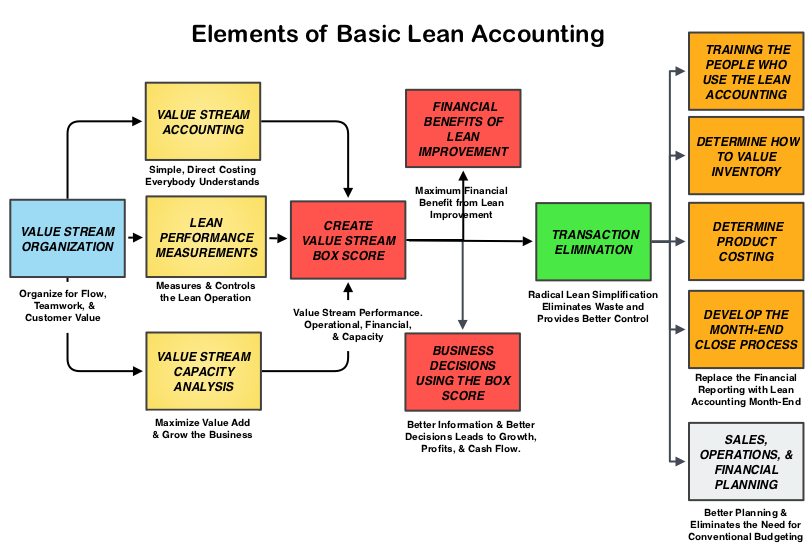 Elements of Basic Lean Accounting
VALUE STREAM
ORGANIZATION
Organize for Flow,
Teamwork, &
Customer Value
VALUE STREAM
ACCOUNTING
Simple, Direct Costing
Everybody Understands
LEAN
PERFORMANCE
MEASUREMENTS
Measures & Controls
the Lean Operation
VALUE STREAM
CAPACITY
ANALYSIS
Maximize Value Add
& Grow the Business
CREATE
VALUE STREAM
BOX SCORE
Value Stream Performance.
Operational, Financial,
& Capacity
FINANCIAL
BENEFITS OF
LEAN
IMPROVEMENT
Maximum Financial
Benefit from Lean
Improvement
BUSINESS
DECISIONS
USING THE BOX
SCORE
Better Information & Better
Decisions Leads to Growth,
Profits, & Cash Flow.
TRANSACTION
ELIMINATION
Radical Lean Simplification
Eliminates Waste and
Provides Better Control
TRAINING THE
PEOPLE WHO
USE THE LEAN
ACCOUNTING
DETERMINE HOW
TO VALUE
INVENTORY
DETERMINE
PRODUCT
COSTING
DEVELOP THE
MONTH-END
CLOSE PROCESS
Replace the Financial
Reporting with Lean
Accounting Month-End
SALES,
OPERATIONS, &
FINANCIAL
PLANNING
Better Planning &
Eliminates the Need for
Conventional Budgeting